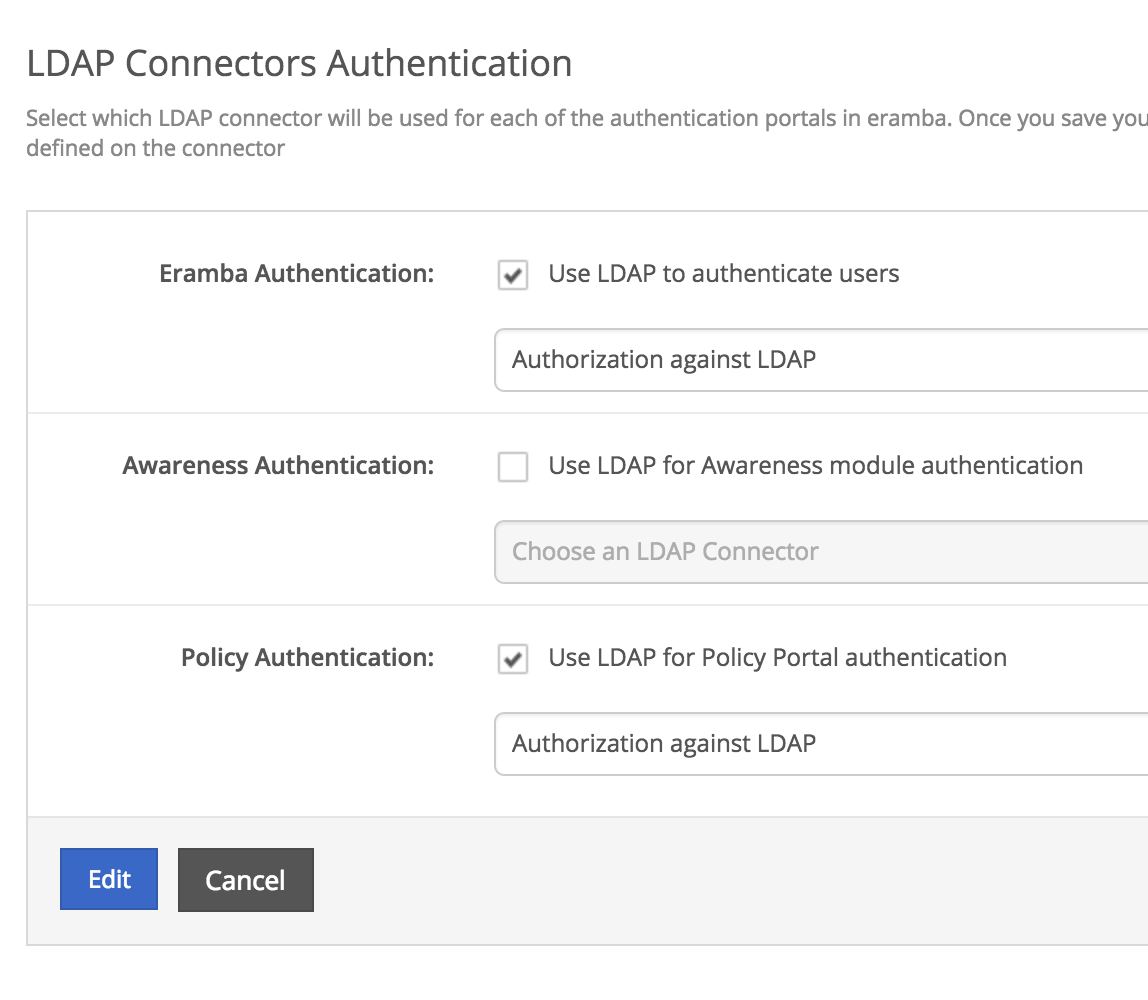 LDAP Connectors Authentication
Select which LDAP connector will be used for each of the authentication portals in eramba. Once you save you
defined on the connector
Eramba Authentication:
Use LDAP to authenticate users
Authorization against LDAP
Awareness Authentication:
Use LDAP for Awareness module authentication
Choose an LDAP Connector
Policy Authentication:
Use LDAP for Policy Portal authentication
Authorization against LDAP
Edit
Cancel